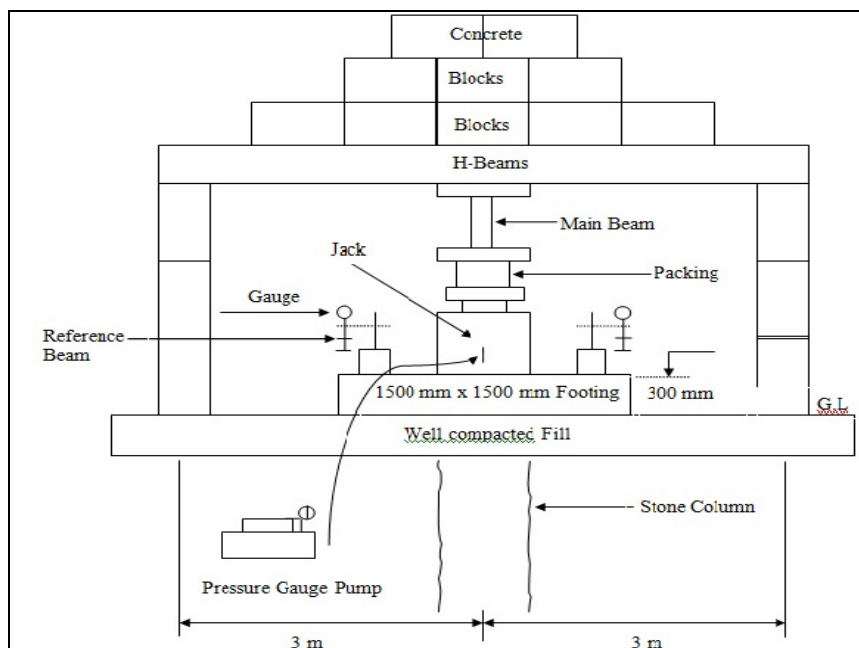 Concrete
Blocks
Blocks
H-Beams
Main Beam
Jack
Packing
Gauge
Reference
Beam
1500 mm x 1500 mm Footing
300 mm
G.L
Well compacted Fill
Stone Column
Pressure Gauge Pump
3 m
3 m